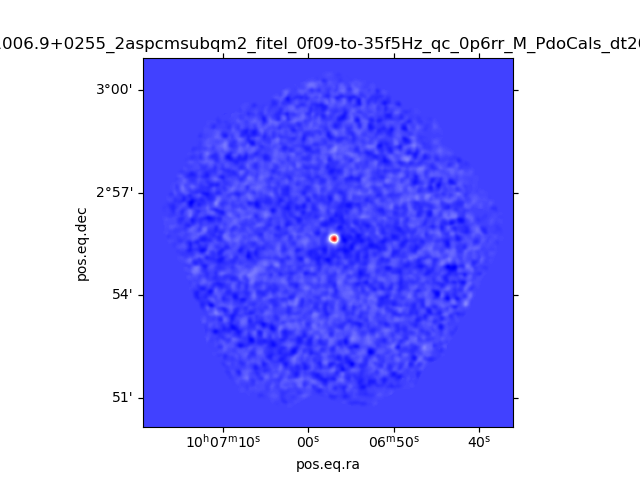 1006.9+0255_2aspcmsubqm2_fitel_0f09-to-35f5Hz_qc_0p6rr_M_PdoCals_dt20
3°00'
2°57'
54'
51'
pos.eq.dec
10h07m10s 00s 06m50s 40s
pos.eq.ra